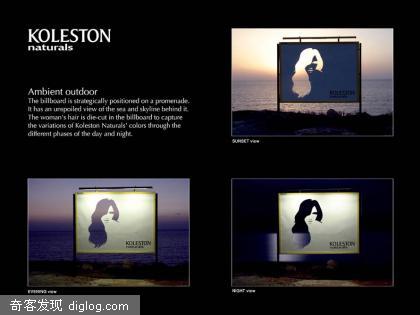 KOLESTON
naturals
Ambient outdoor
The billboard is strategically positioned on a promenade.
It has an unspoiled view of the sea and skyline behind it.
The woman's hair is die-cut in the billboard to capture
the variations of Koleston Naturals' colors through the
different phases of the day and night.
KOLESTON
SUNSET view
KOLESTON
EVENING view
KOLESTON
NIGHT view
奇客发现 diglog.com